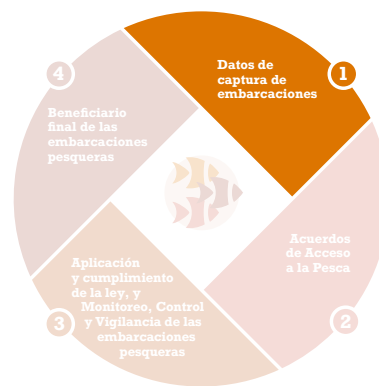 1
Datos de
captura de
embarcaciones
2
Acuerdos
de Acceso
a la Pesca
3
Aplicación
y cumplimiento
de la ley, y
Monitoreo, Control
y Vigilancia de las
embarcaciones
pesqueras
4
Beneficiario
final de las
embarcaciones
pesqueras